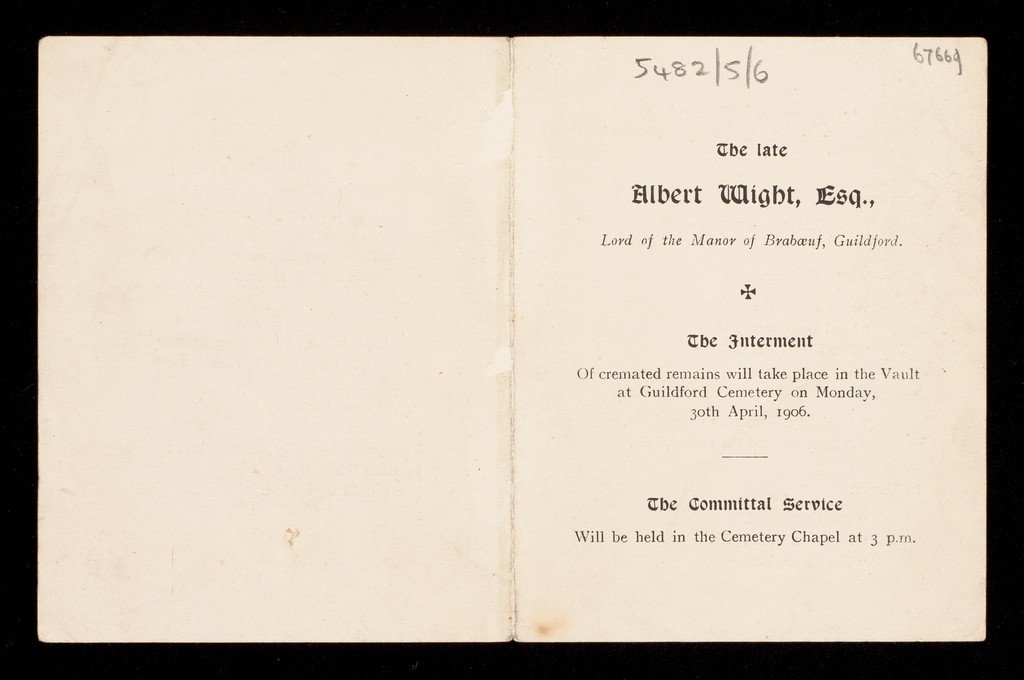 5482/5/6
67669
The late
Albert Wight, Esq.,
Lord of the Manor of Brabœuf, Guildford.
✠
The Interment
Of cremated remains will take place in the Vault
at Guildford Cemetery on Monday,
30th April, 1906.
The Committal Service
Will be held in the Cemetery Chapel at 3 p.m.